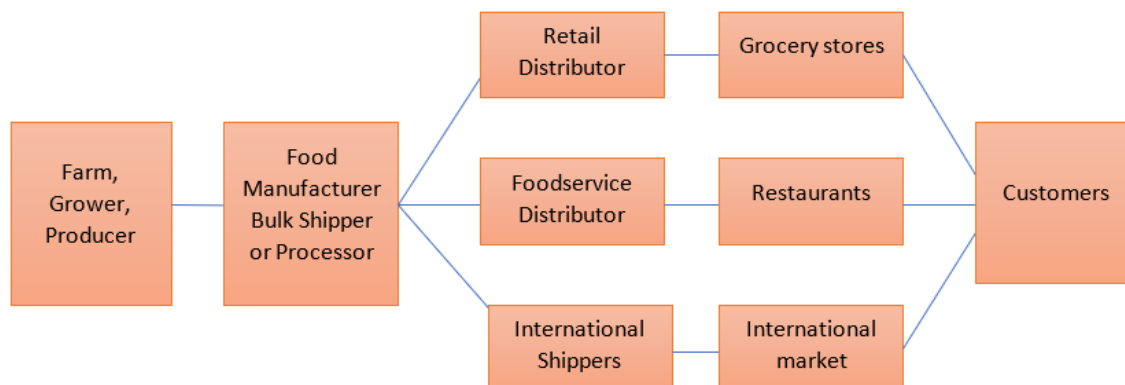 Farm,
Grower,
Producer
Food
Manufacturer
Bulk Shipper
or Processor
Retail
Distributor
Grocery stores
Foodservice
Distributor
Restaurants
International
Shippers
International
market
Customers